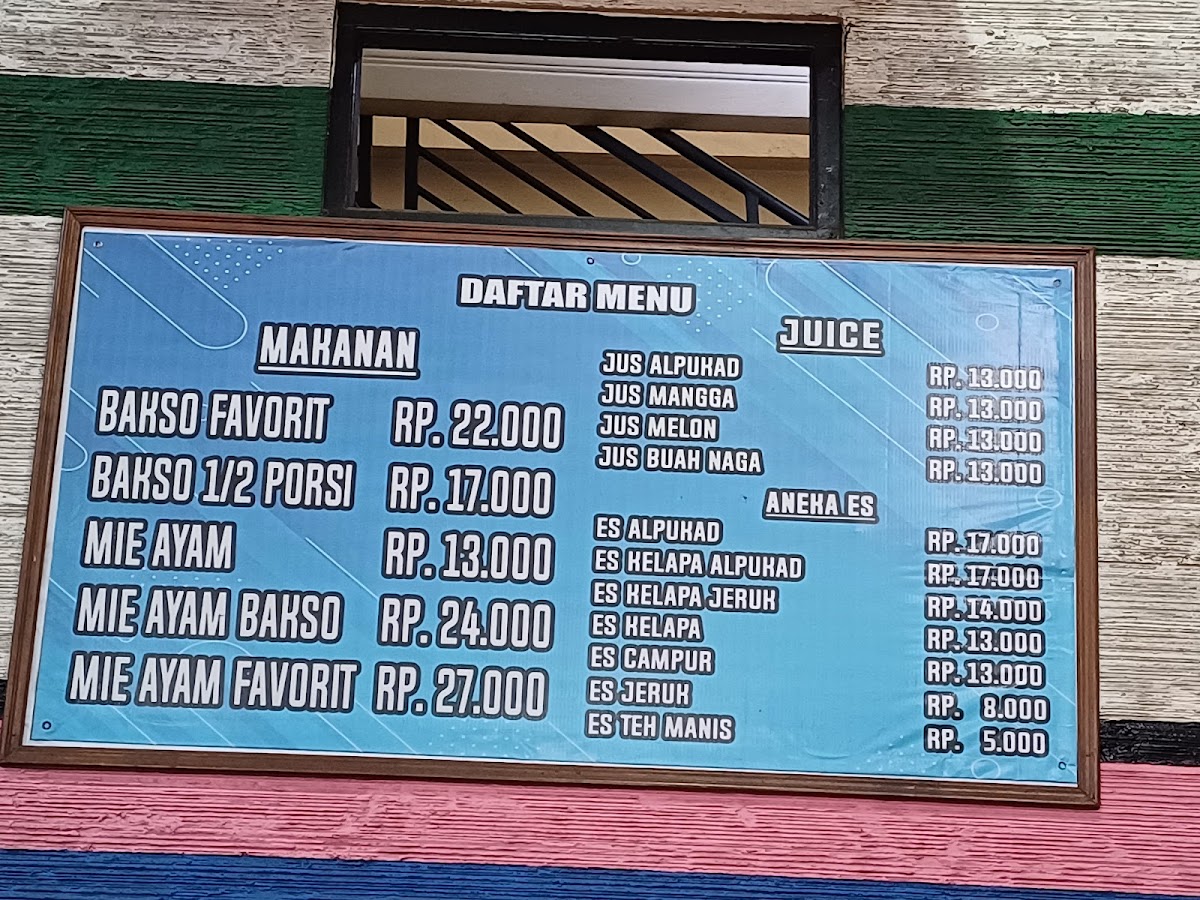 DAFTAR MENU
MAKANAN
BAKSO FAVORIT RP. 22.000
BAKSO 1/2 PORSI RP. 17.000
MIE AYAM RP. 13.000
MIE AYAM BAKSO RP. 24.000
MIE AYAM FAVORIT RP. 27.000
JUICE
JUS ALPUKAD RP. 13.000
JUS MANGGA RP. 13.000
JUS MELON RP. 13.000
JUS BUAH NAGA RP. 13.000
ANEKA ES
ES ALPUKAD RP. 17.000
ES KELAPA ALPUKAD RP. 17.000
ES KELAPA JERUK RP. 14.000
ES KELAPA RP. 13.000
ES CAMPUR RP. 13.000
ES JERUK RP. 8.000
ES TEH MANIS RP. 5.000